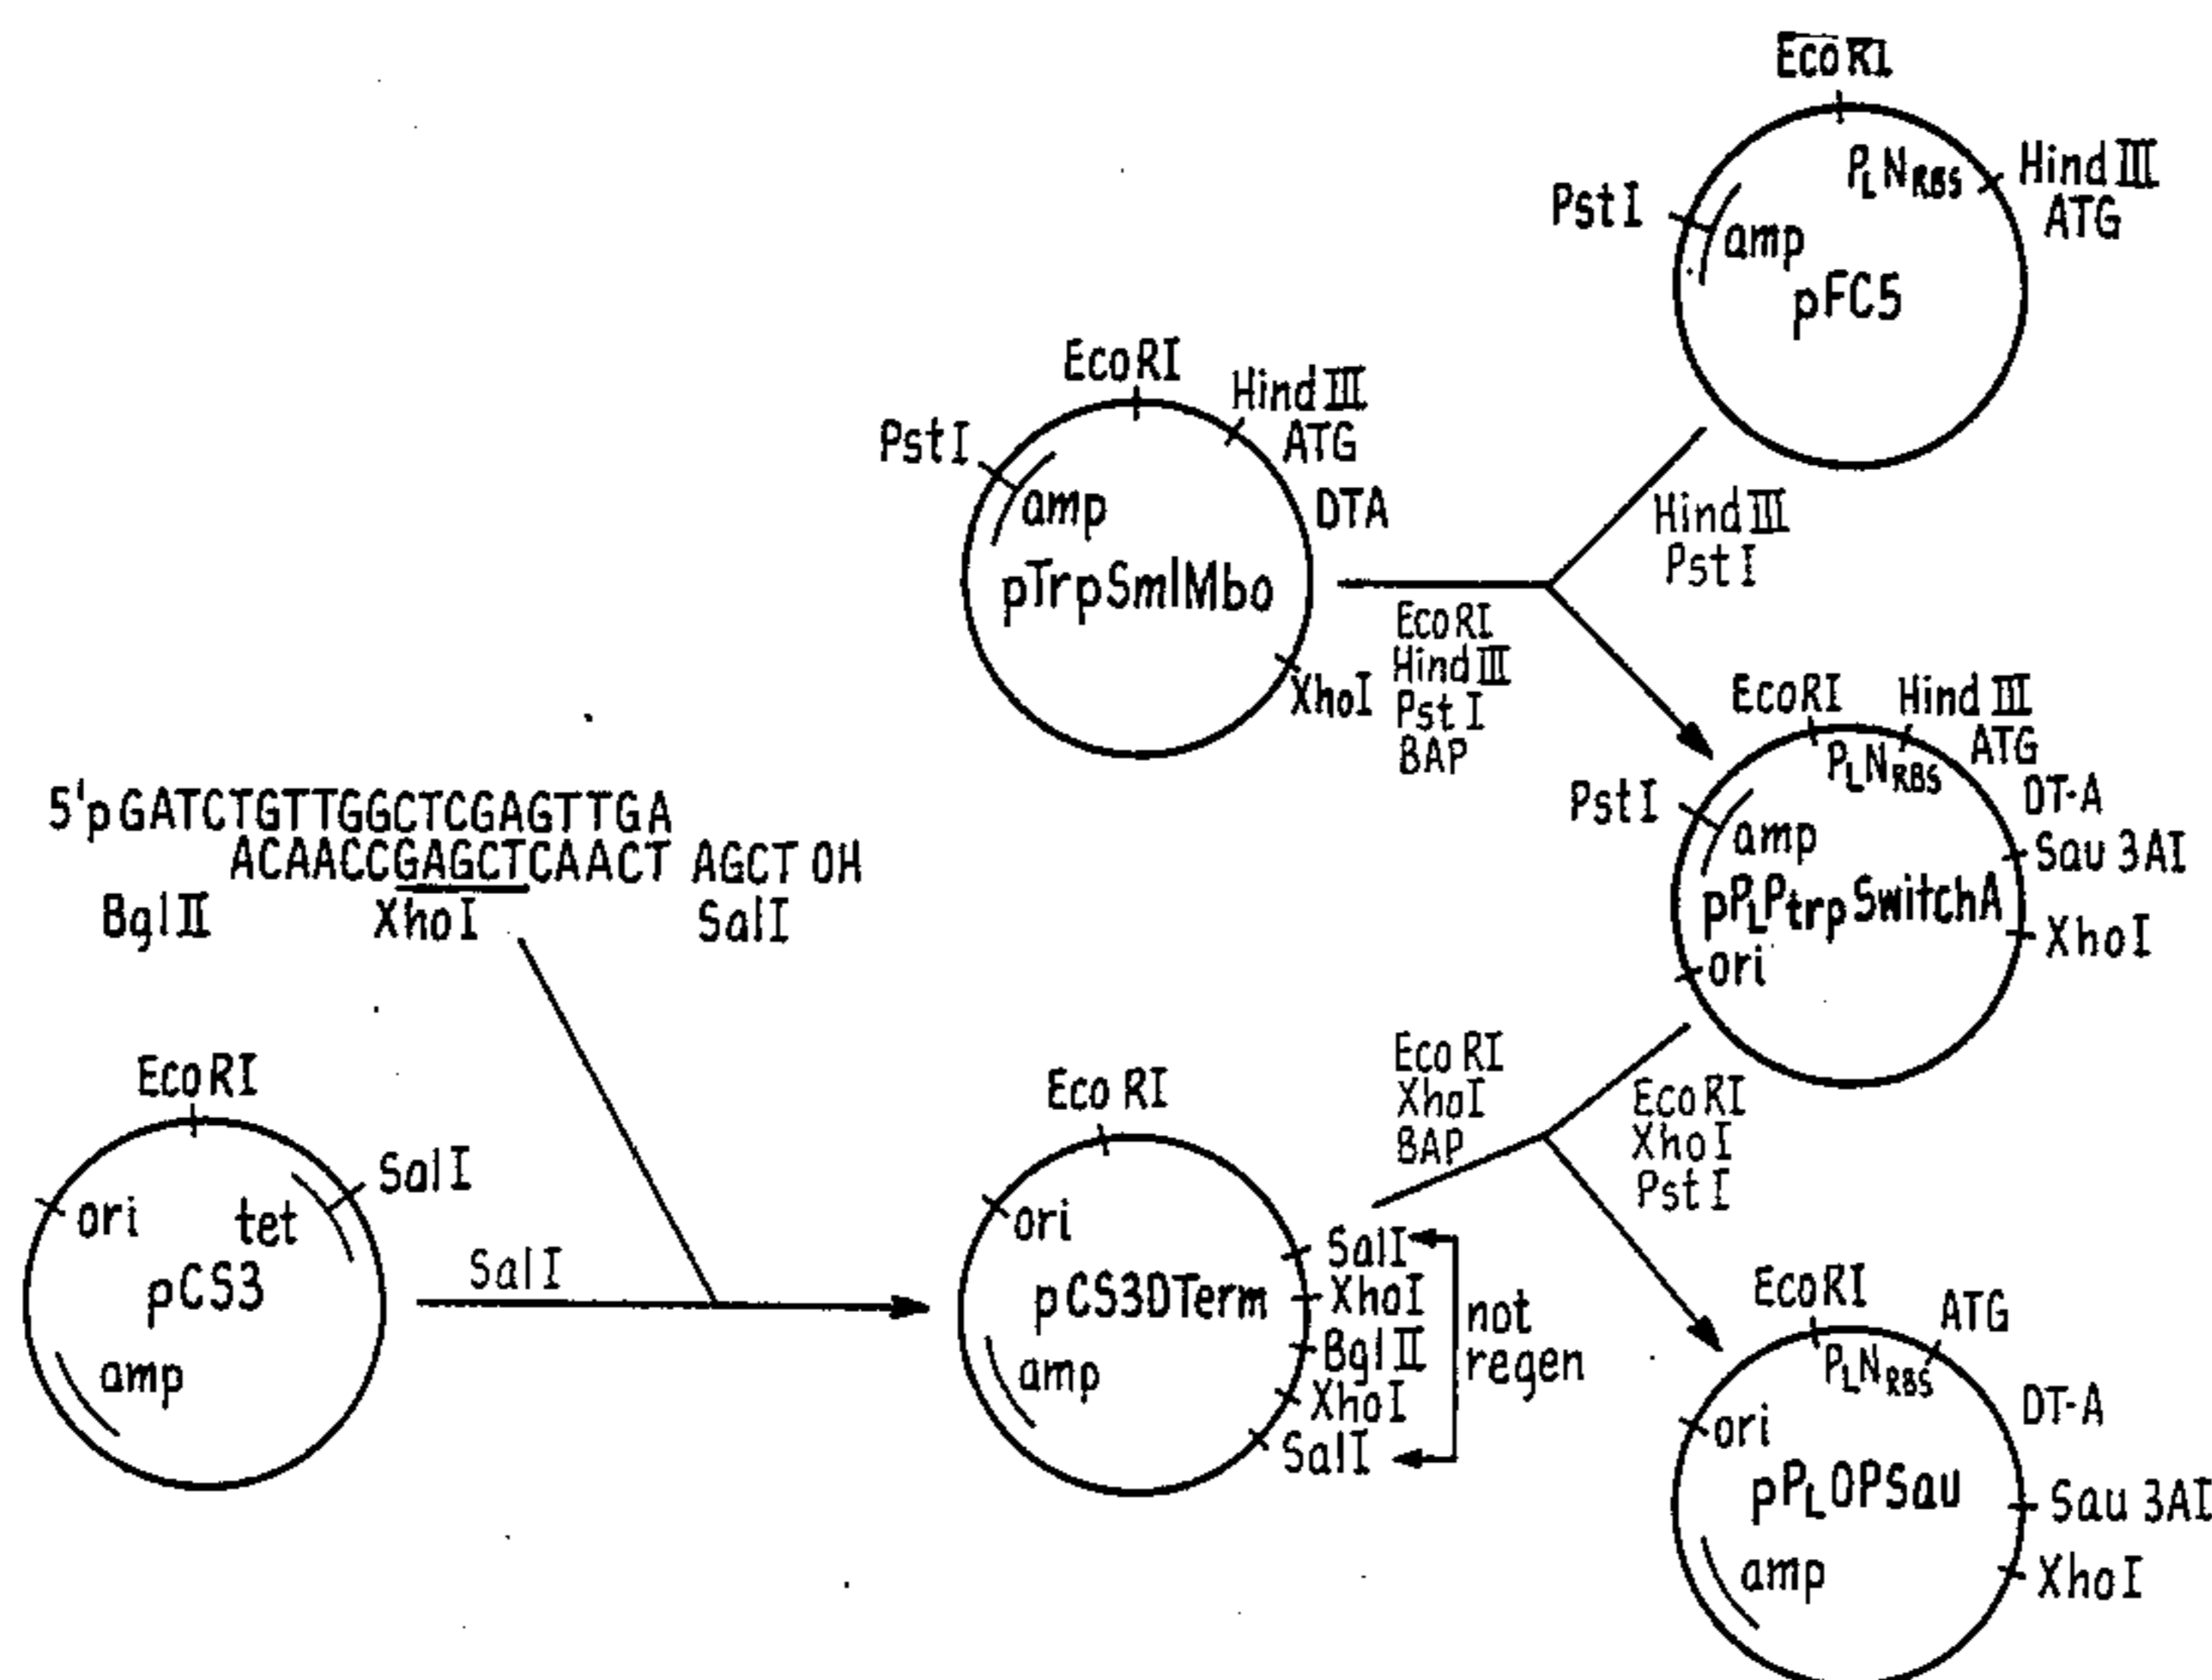 EcoRI
PLNRBS
HindIII
ATG
PstI
amp
pFC5
EcoRI
HindIII
ATG
PstI
amp
DTA
pTrpSmlMbo
XhoI
HindIII
PstI
EcoRI
HindIII
PstI
BAP
EcoRI
HindIII
ATG
PLNRBS
DT-A
PstI
amp
Sau 3AI
pPLPtrpSwitchA
XhoI
ori
5'pGATCTGTTGGCTCGAGTTGA
ACAACCGAGCTCAACT AGCT OH
BglII XhoI SalI
EcoRI
SalI
ori
tet
pCS3
amp
SalI
EcoRI
ori
SalI
pCS3DTerm
XhoI
BglII
amp
XhoI
SalI
not
regen
EcoRI
XhoI
BAP
EcoRI
XhoI
PstI
EcoRI
ATG
PLNRBS
DT-A
ori
pPLOPSau
Sau 3AI
amp
XhoI